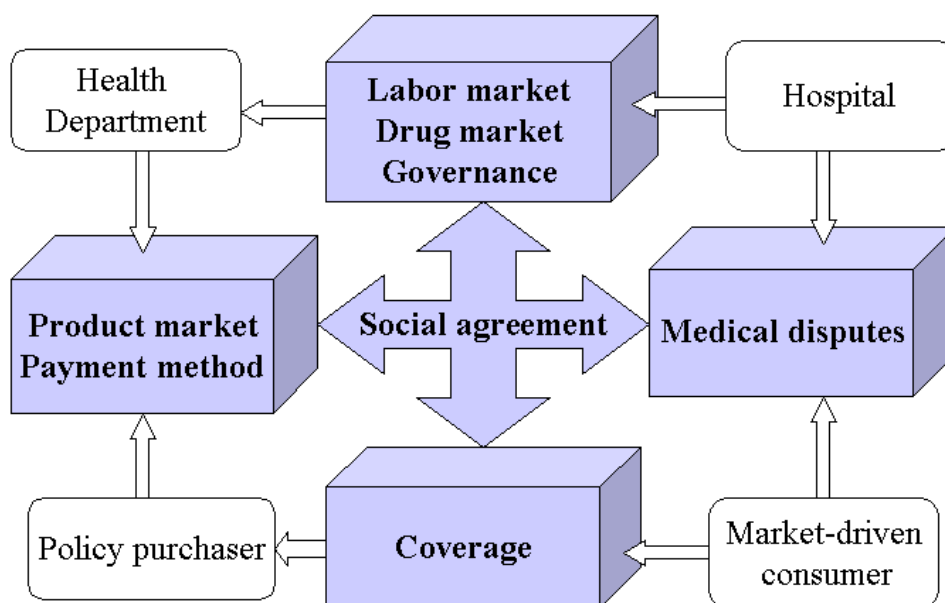 Health
Department
Labor market
Drug market
Governance
Hospital
Product market
Payment method
Social agreement
Medical disputes
Policy purchaser
Coverage
Market-driven
consumer